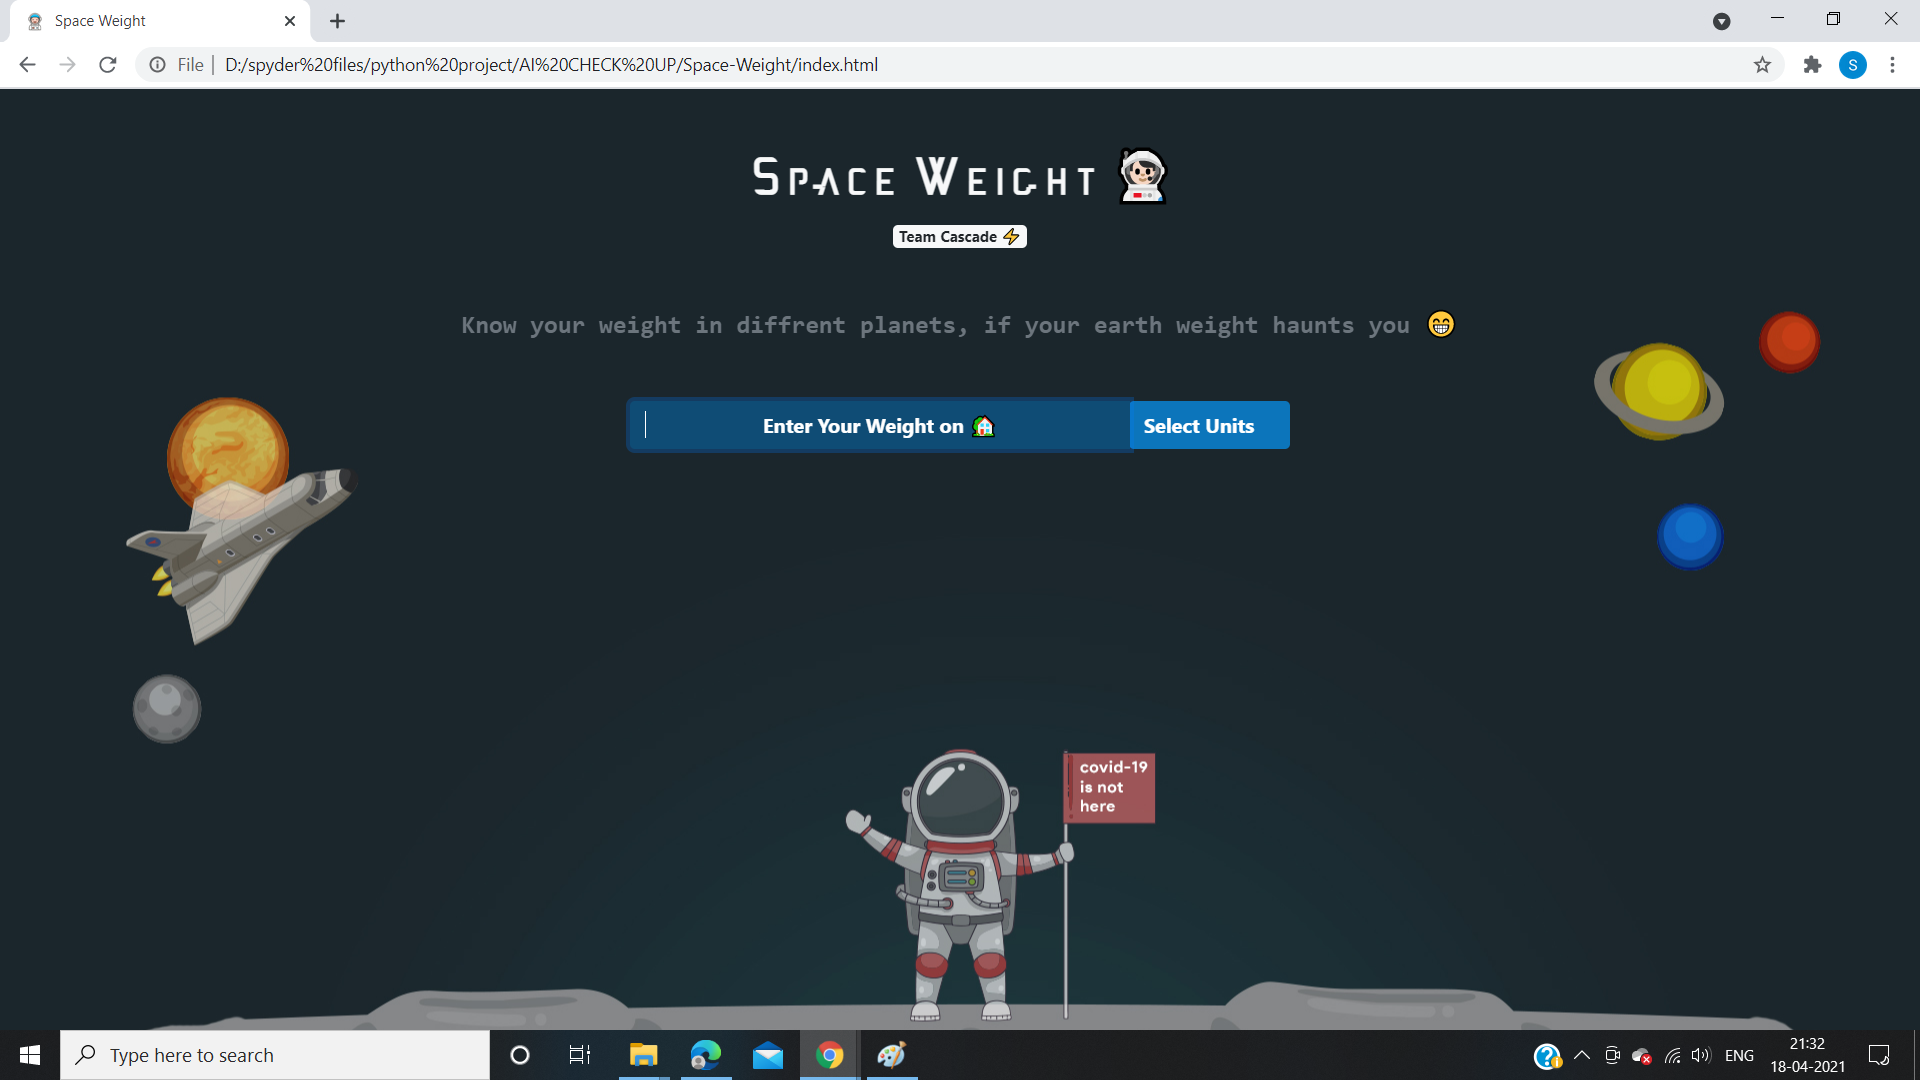 Space Weight
File
D:/spyder%20files/python%20project/AI%20CHECK%20UP/Space-Weight/index.html
S
SPACE WEIGHT
Team Cascade
Know your weight in diffrent planets, if your earth weight haunts you
Enter Your Weight on
Select Units
covid-19
is not
here
Type here to search
ENG
21:32
18-04-2021